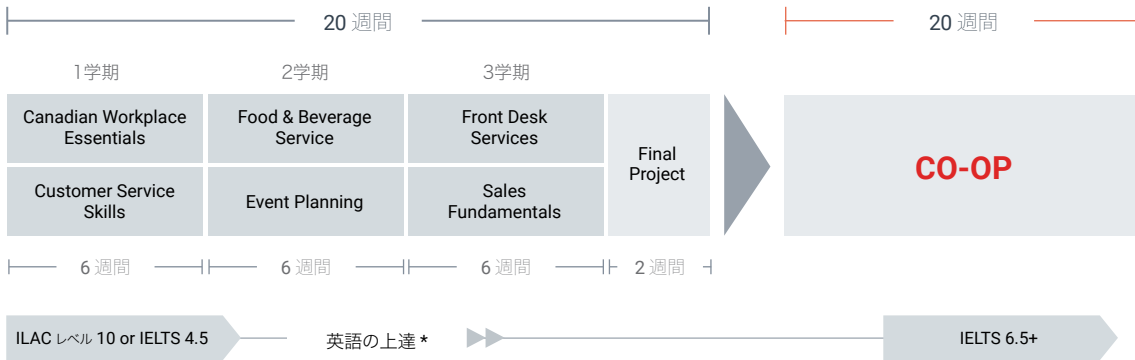 20 週間
20 週間
1学期
2学期
3学期
Canadian Workplace
Essentials
Food & Beverage
Service
Front Desk
Services
Final
Project
CO-OP
Customer Service
Skills
Event Planning
Sales
Fundamentals
6 週間
6 週間
6 週間
2 週間
ILAC レベル 10 or IELTS 4.5
英語の上達 *
IELTS 6.5+